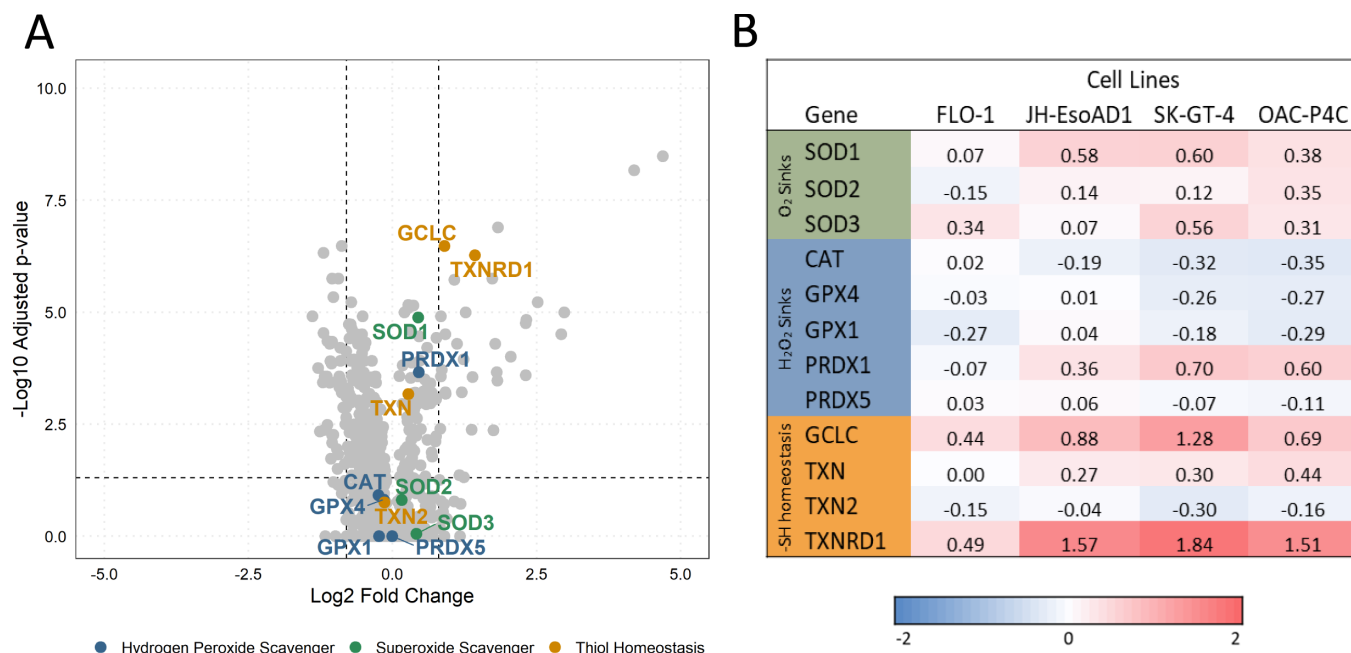 A
-Log10 Adjusted p-value
10.0
7.5
5.0
2.5
0.0
GCLC
TXNRD1
SOD1
PRDX1
TXN
CAT
SOD2
GPX4
TXN2
SOD3
GPX1
PRDX5
-5.0 -2.5 0.0 2.5 5.0
Log2 Fold Change
Hydrogen Peroxide Scavenger Superoxide Scavenger Thiol Homeostasis
B
Cell Lines
Gene FLO-1 JH-EsoAD1 SK-GT-4 OAC-P4C
O₂ Sinks
SOD1 0.07 0.58 0.60 0.38
SOD2 -0.15 0.14 0.12 0.35
SOD3 0.34 0.07 0.56 0.31
H₂O₂ Sinks
CAT 0.02 -0.19 -0.32 -0.35
GPX4 -0.03 0.01 -0.26 -0.27
GPX1 -0.27 0.04 -0.18 -0.29
PRDX1 -0.07 0.36 0.70 0.60
PRDX5 0.03 0.06 -0.07 -0.11
-SH homeostasis
GCLC 0.44 0.88 1.28 0.69
TXN 0.00 0.27 0.30 0.44
TXN2 -0.15 -0.04 -0.30 -0.16
TXNRD1 0.49 1.57 1.84 1.51
-2 0 2